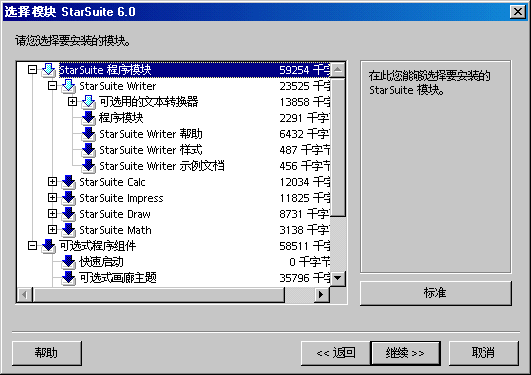 选择模块 StarSuite 6.0
请您选择要安装的模块。
StarSuite 程序模块 59254 千字
StarSuite Writer 23525 千字
可选用的文本转换器 13858 千字
程序模块 2291 千字
StarSuite Writer 帮助 6432 千字
StarSuite Writer 样式 487 千字节
StarSuite Writer 示例文档 456 千字节
StarSuite Calc 12034 千字
StarSuite Impress 11825 千字
StarSuite Draw 8731 千字
StarSuite Math 3138 千字
可选式程序组件 58511 千字
快速启动 0 千字节
可选式画廊主题 35796 千字
在此您能够选择要安装的
StarSuite 模块。
标准
帮助 << 返回 继续 >> 取消